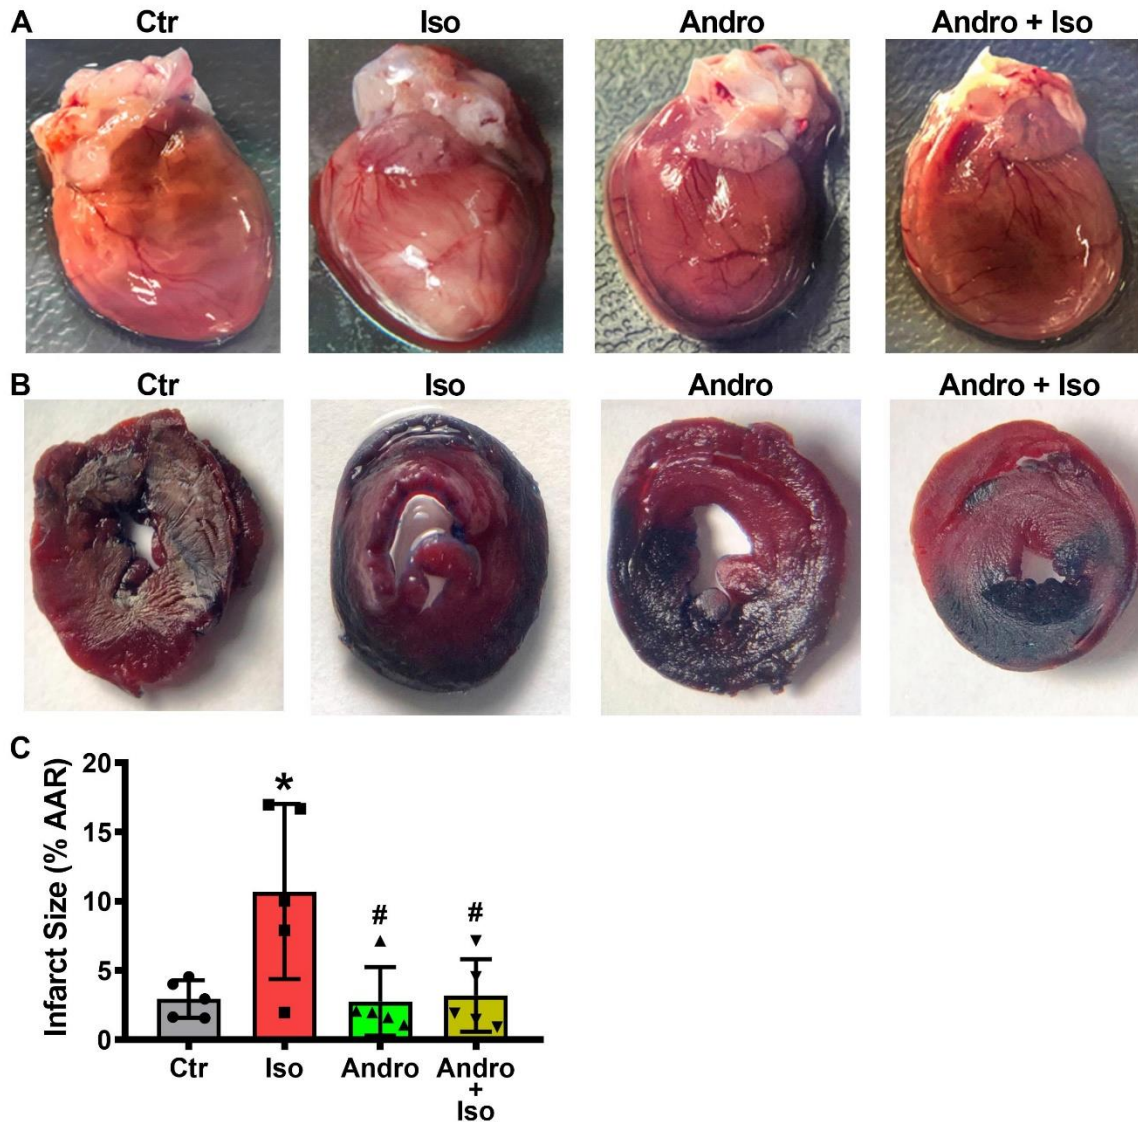 A
Ctr Iso Andro Andro + Iso
B
Ctr Iso Andro Andro + Iso
C
Infarct Size (% AAR)
20
15
10
5
0
*
#
#
Ctr Iso Andro Andro
+
Iso